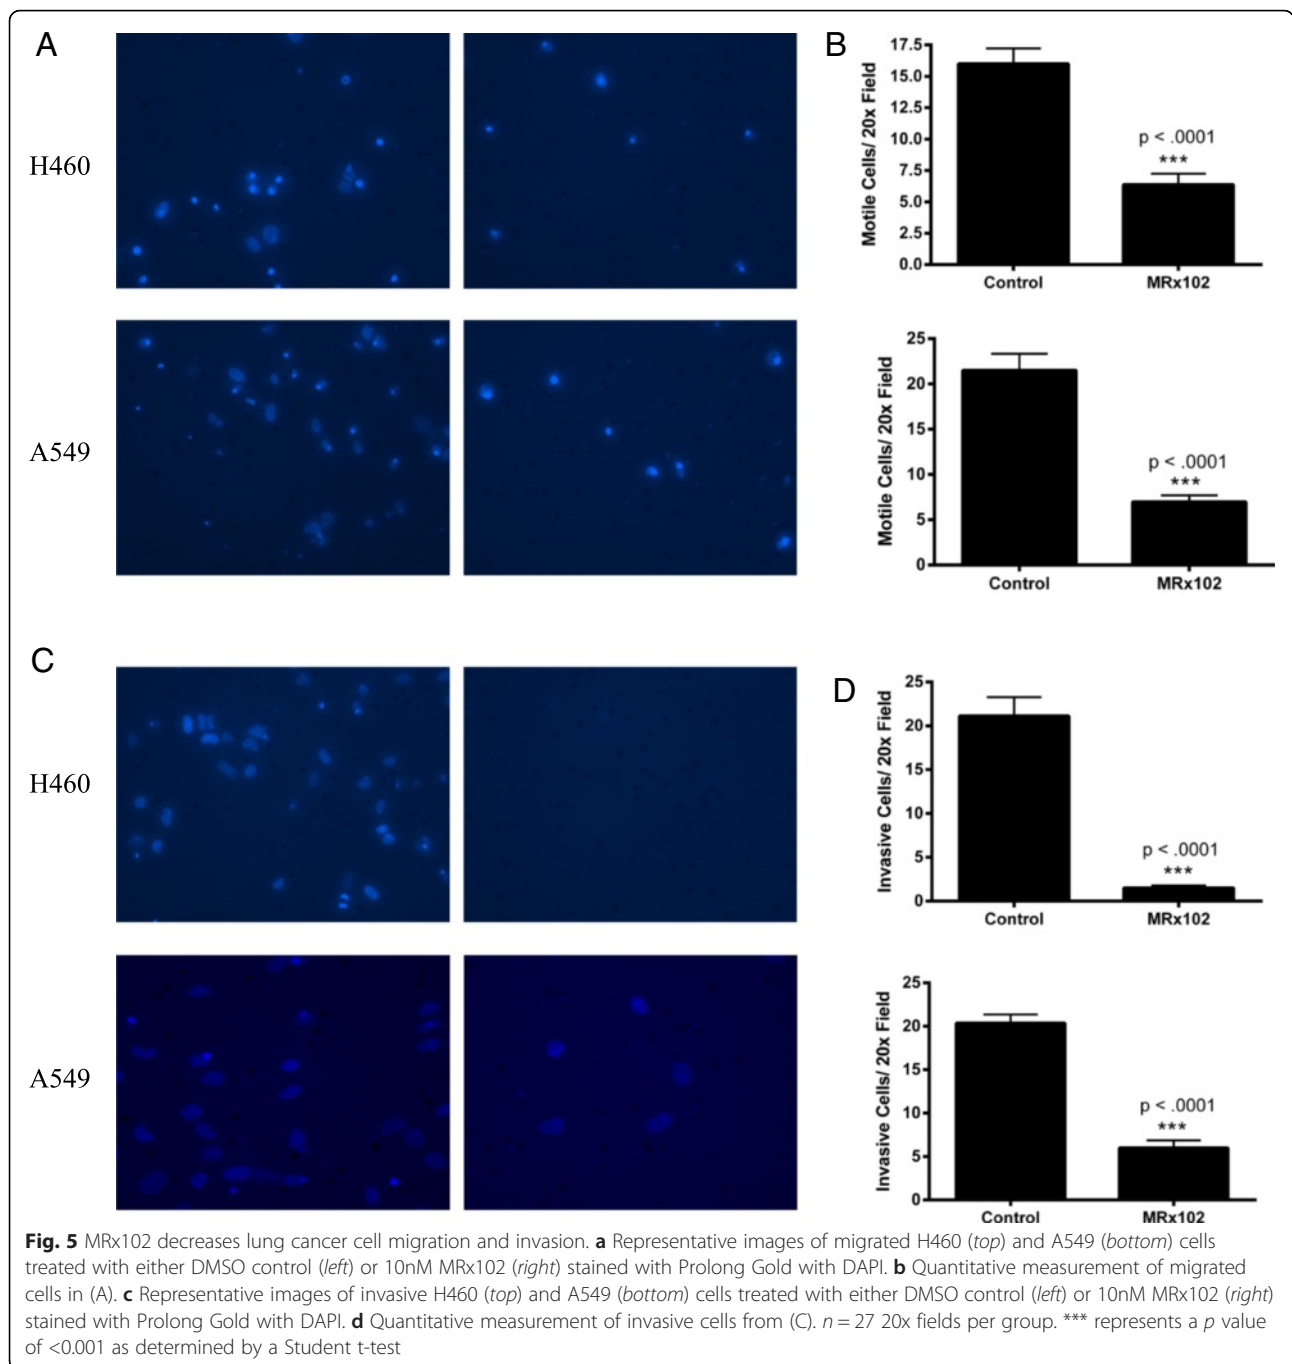 A
B
H460
17.5
15.0
12.5
10.0
7.5
5.0
2.5
0.0
Motile Cells/ 20x Field
p < .0001
***
Control
MRx102
A549
25
20
15
10
5
0
Motile Cells/ 20x Field
p < .0001
***
Control
MRx102
C
D
H460
25
20
15
10
5
0
Invasive Cells/ 20x Field
p < .0001
***
Control
MRx102
A549
25
20
15
10
5
0
Invasive Cells/ 20x Field
p < .0001
***
Control
MRx102
Fig. 5 MRx102 decreases lung cancer cell migration and invasion. a Representative images of migrated H460 (top) and A549 (bottom) cells
treated with either DMSO control (left) or 10nM MRx102 (right) stained with Prolong Gold with DAPI. b Quantitative measurement of migrated
cells in (A). c Representative images of invasive H460 (top) and A549 (bottom) cells treated with either DMSO control (left) or 10nM MRx102 (right)
stained with Prolong Gold with DAPI. d Quantitative measurement of invasive cells from (C). n = 27 20x fields per group. *** represents a p value
of <0.001 as determined by a Student t-test